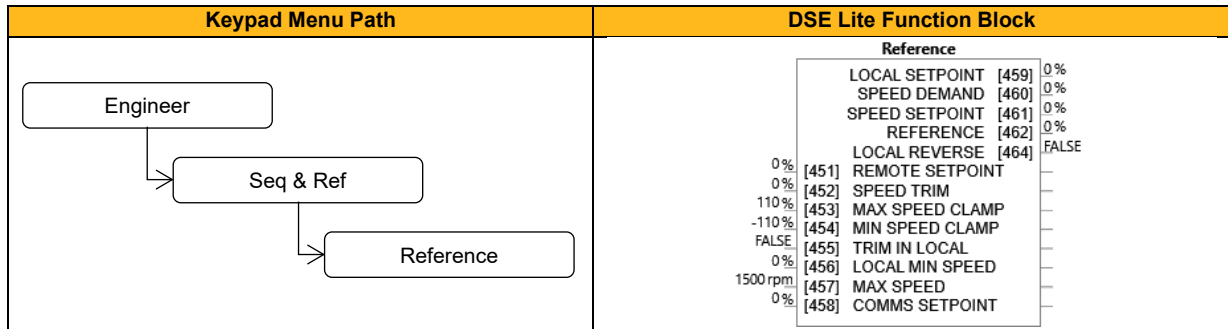 Keypad Menu Path
DSE Lite Function Block
Engineer
Seq & Ref
Reference
Reference
LOCAL SETPOINT [459] 0 %
SPEED DEMAND [460] 0 %
SPEED SETPOINT [461] 0 %
REFERENCE [462] 0 %
LOCAL REVERSE [464] FALSE
0 % [451] REMOTE SETPOINT
0 % [452] SPEED TRIM
110 % [453] MAX SPEED CLAMP
-110 % [454] MIN SPEED CLAMP
FALSE [455] TRIM IN LOCAL
0 % [456] LOCAL MIN SPEED
1500 rpm [457] MAX SPEED
0 % [458] COMMS SETPOINT